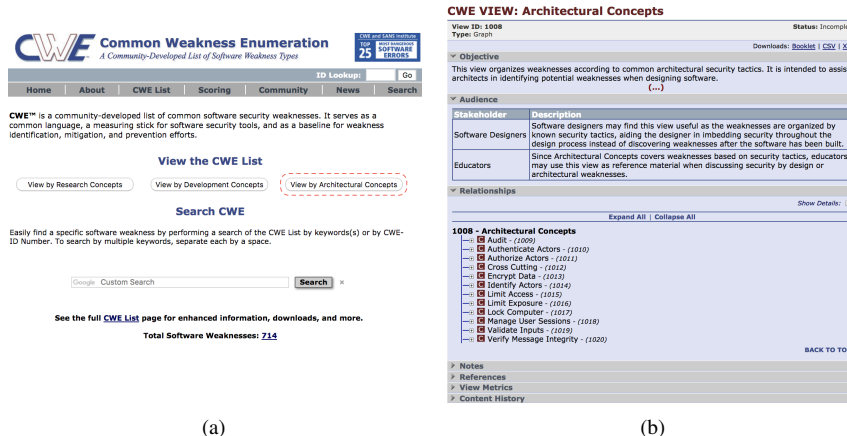 CWE
Common Weakness Enumeration
A Community-Developed List of Software Weakness Types
CWE and SANS Institute
TOP 25
MOST DANGEROUS
SOFTWARE
ERRORS
ID Lookup:
Go
Home
About
CWE List
Scoring
Community
News
Search
CWE™ is a community-developed list of common software security weaknesses. It serves as a
common language, a measuring stick for software security tools, and as a baseline for weakness
identification, mitigation, and prevention efforts.
View the CWE List
View by Research Concepts
View by Development Concepts
View by Architectural Concepts
Search CWE
Easily find a specific software weakness by performing a search of the CWE List by keywords(s) or by CWE-
ID Number. To search by multiple keywords, separate each by a space.
Google Custom Search
Search
×
See the full CWE List page for enhanced information, downloads, and more.
Total Software Weaknesses: 714
(a)
CWE VIEW: Architectural Concepts
View ID: 1008
Status: Incomple
Type: Graph
Downloads: Booklet | CSV | X
Objective
This view organizes weaknesses according to common architectural security tactics. It is intended to assis
architects in identifying potential weaknesses when designing software.
(...)
Audience
Stakeholder
Description
Software Designers
Software designers may find this view useful as the weaknesses are organized by
known security tactics, aiding the designer in imbedding security throughout the
design process instead of discovering weaknesses after the software has been built.
Educators
Since Architectural Concepts covers weaknesses based on security tactics, educators
may use this view as reference material when discussing security by design or
architectural weaknesses.
Relationships
Show Details:
Expand All | Collapse All
1008 - Architectural Concepts
C Audit - (1009)
C Authenticate Actors - (1010)
C Authorize Actors - (1011)
C Cross Cutting - (1012)
C Encrypt Data - (1013)
C Identify Actors - (1014)
C Limit Access - (1015)
C Limit Exposure - (1016)
C Lock Computer - (1017)
C Manage User Sessions - (1018)
C Validate Inputs - (1019)
C Verify Message Integrity - (1020)
BACK TO TO
Notes
References
View Metrics
Content History
(b)